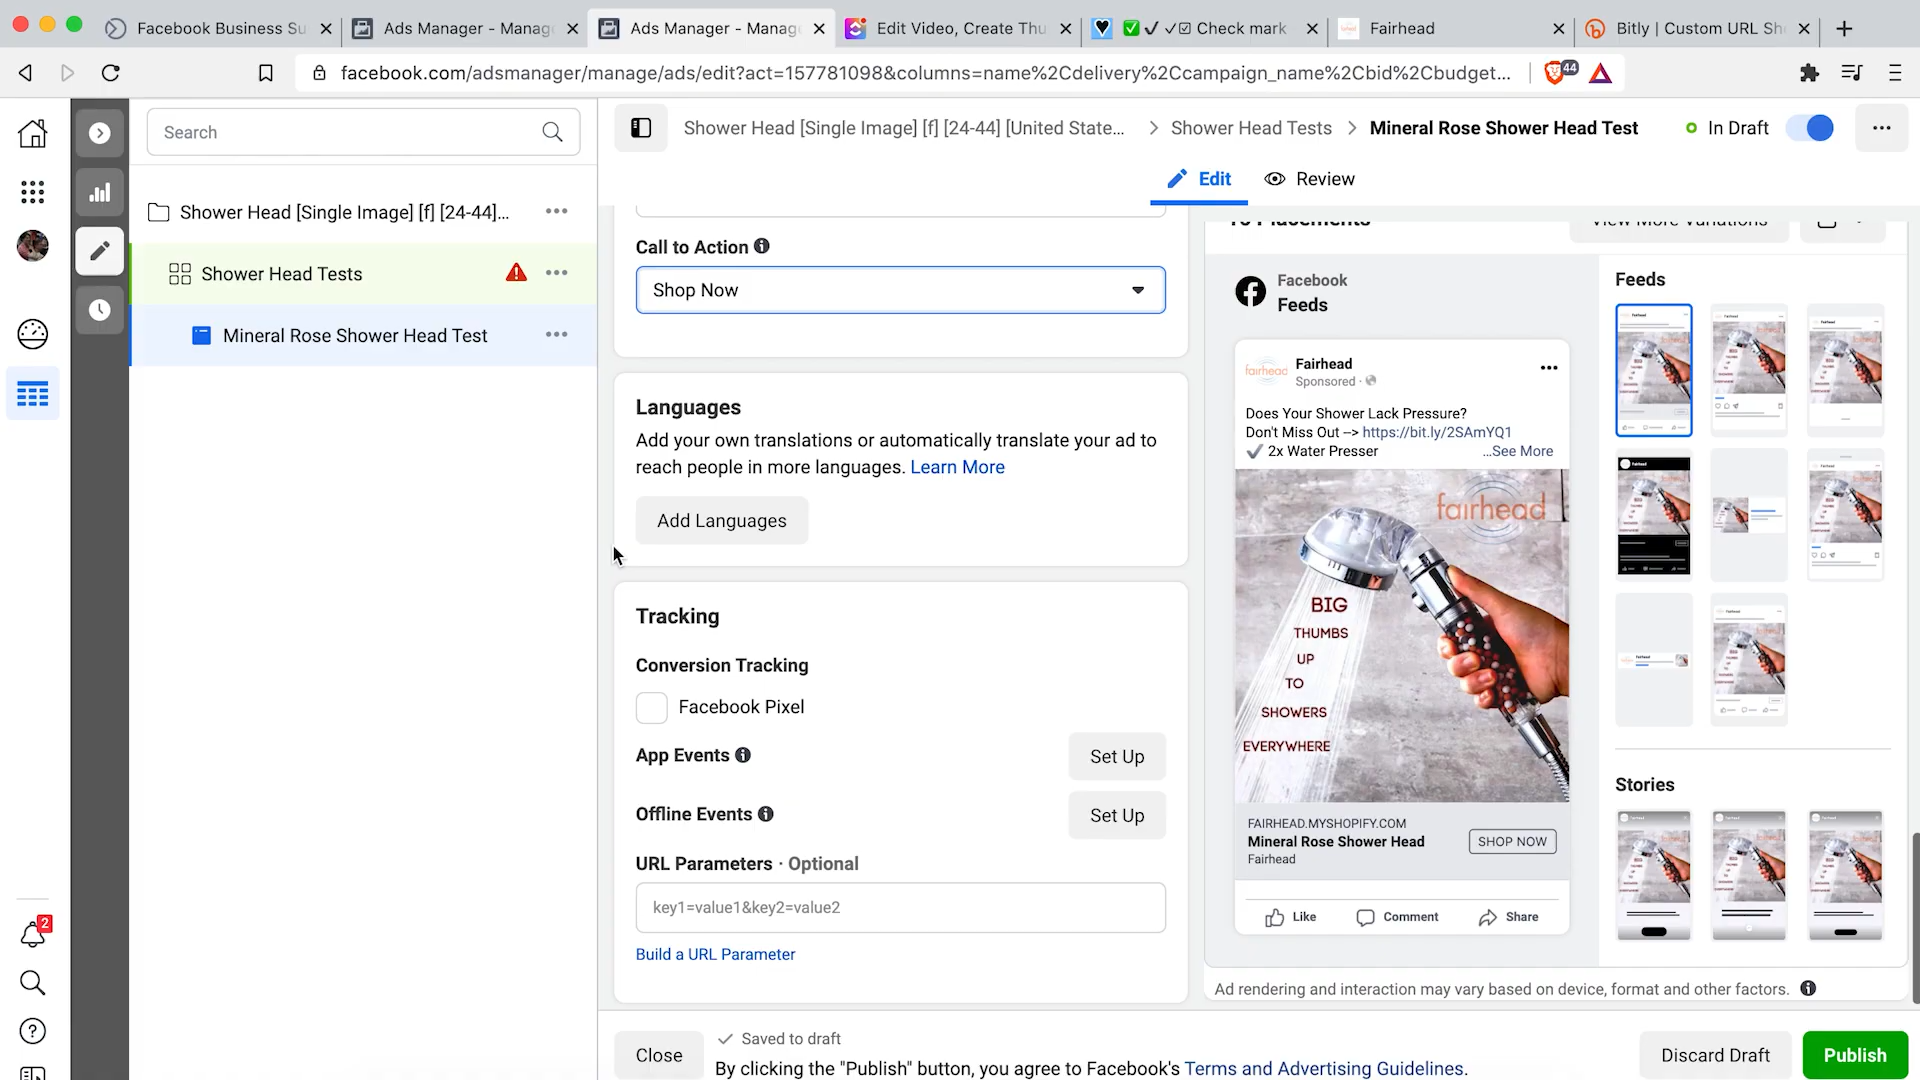 Facebook Business Su
Ads Manager - Manag
Ads Manager - Manag
Edit Video, Create Thu
✅ ✔ ✓☑ Check mark
Fairhead
Bitly | Custom URL Sh
facebook.com/adsmanager/manage/ads/edit?act=157781098&columns=name%2Cdelivery%2Ccampaign_name%2Cbid%2Cbudget...
44
Search
Shower Head [Single Image] [f] [24-44] [United State...
Shower Head Tests
Mineral Rose Shower Head Test
In Draft
Edit
Review
Shower Head [Single Image] [f] [24-44]...
Shower Head Tests
Mineral Rose Shower Head Test
2
Call to Action
Shop Now
Languages
Add your own translations or automatically translate your ad to
reach people in more languages. Learn More
Add Languages
Tracking
Conversion Tracking
Facebook Pixel
App Events
Set Up
Offline Events
Set Up
URL Parameters · Optional
key1=value1&key2=value2
Build a URL Parameter
View More Variations
Facebook
Feeds
fairhead
Fairhead
Sponsored ·
Does Your Shower Lack Pressure?
Don't Miss Out --> https://bit.ly/2SAmYQ1
✔ 2x Water Presser
...See More
fairhead
BIG
THUMBS
UP
TO
SHOWERS
EVERYWHERE
FAIRHEAD.MYSHOPIFY.COM
Mineral Rose Shower Head
Fairhead
SHOP NOW
Like
Comment
Share
Feeds
Stories
Ad rendering and interaction may vary based on device, format and other factors.
Close
Saved to draft
By clicking the "Publish" button, you agree to Facebook's Terms and Advertising Guidelines.
Discard Draft
Publish